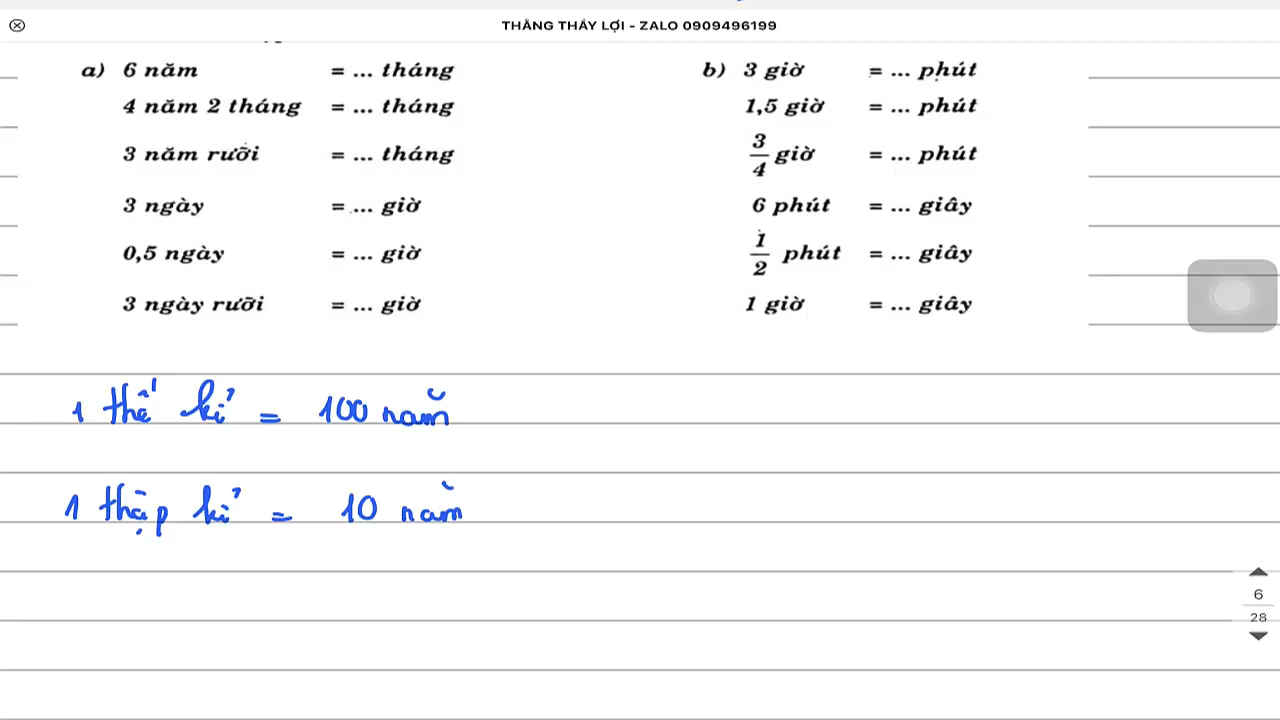 THẦNG THẦY LỢI - ZALO 0909496199
a) 6 năm = ... tháng
4 năm 2 tháng = ... tháng
3 năm rưỡi = ... tháng
3 ngày = ... giờ
0,5 ngày = ... giờ
3 ngày rưỡi = ... giờ
b) 3 giờ = ... phút
1,5 giờ = ... phút
3/4 giờ = ... phút
6 phút = ... giây
1/2 phút = ... giây
1 giờ = ... giây
1 thế kỉ = 100 năm
1 thập kỉ = 10 năm
6
28